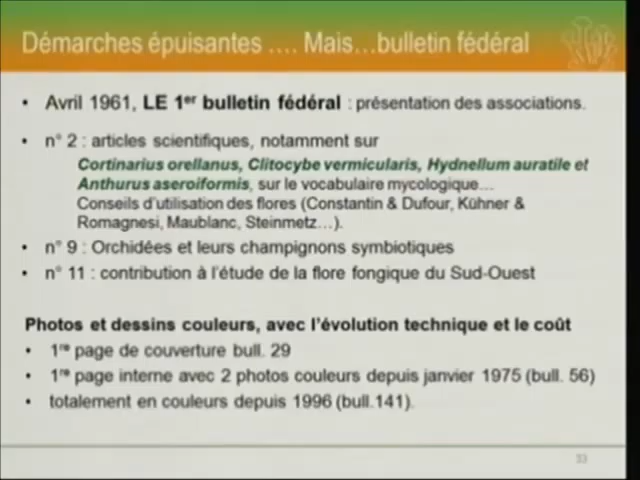 Démarches épuisantes .... Mais...bulletin fédéral
• Avril 1961, LE 1er bulletin fédéral : présentation des associations.
• n° 2 : articles scientifiques, notamment sur
Cortinarius orellanus, Clitocybe vermicularis, Hydnellum auratile et
Anthurus aseroiformis, sur le vocabulaire mycologique...
Conseils d'utilisation des flores (Constantin & Dufour, Kühner &
Romagnesi, Maublanc, Steinmetz...).
• n° 9 : Orchidées et leurs champignons symbiotiques
• n° 11 : contribution à l'étude de la flore fongique du Sud-Ouest
Photos et dessins couleurs, avec l'évolution technique et le coût
• 1re page de couverture bull. 29
• 1re page interne avec 2 photos couleurs depuis janvier 1975 (bull. 56)
• totalement en couleurs depuis 1996 (bull.141).
33